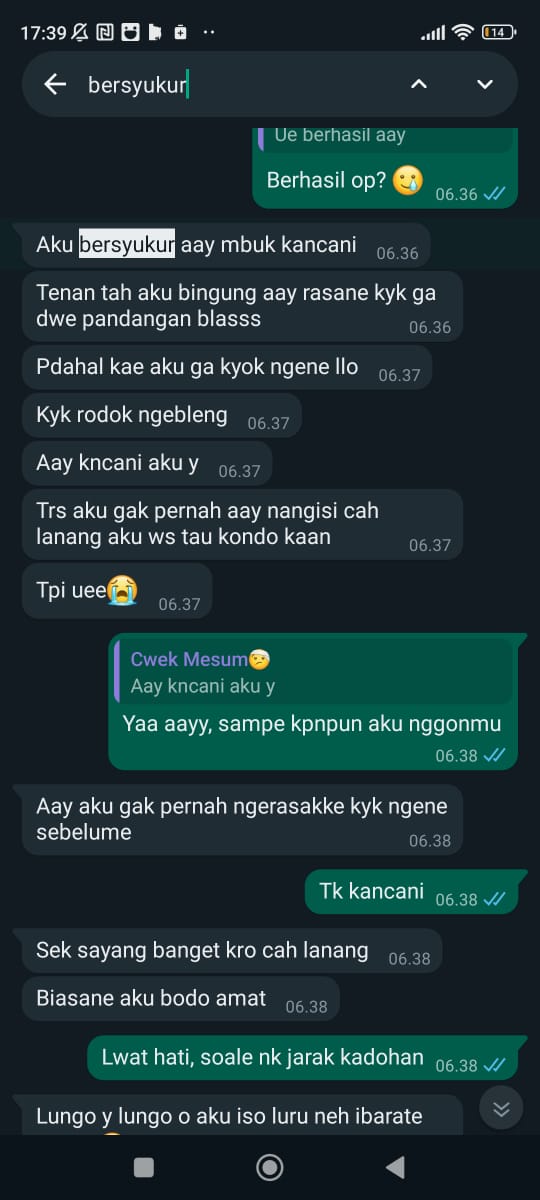 17:39
14
bersyukur
Ue berhasil aay
Berhasil op? 🥲
06.36
Aku bersyukur aay mbuk kancani 06.36
Tenan tah aku bingung aay rasane kyk ga
dwe pandangan blasss
06.36
Pdahal kae aku ga kyok ngene llo 06.37
Kyk rodok ngebleng 06.37
Aay kncani aku y 06.37
Trs aku gak pernah aay nangisi cah
lanang aku ws tau kondo kaan
06.37
Tpi uee😭 06.37
Cwek Mesum🤕
Aay kncani aku y
Yaa aayy, sampe kpnpun aku nggonmu
06.38
Aay aku gak pernah ngerasakke kyk ngene
sebelume
06.38
Tk kancani 06.38
Sek sayang banget kro cah lanang 06.38
Biasane aku bodo amat 06.38
Lwat hati, soale nk jarak kadohan 06.38
Lungo y lungo o aku iso luru neh ibarate